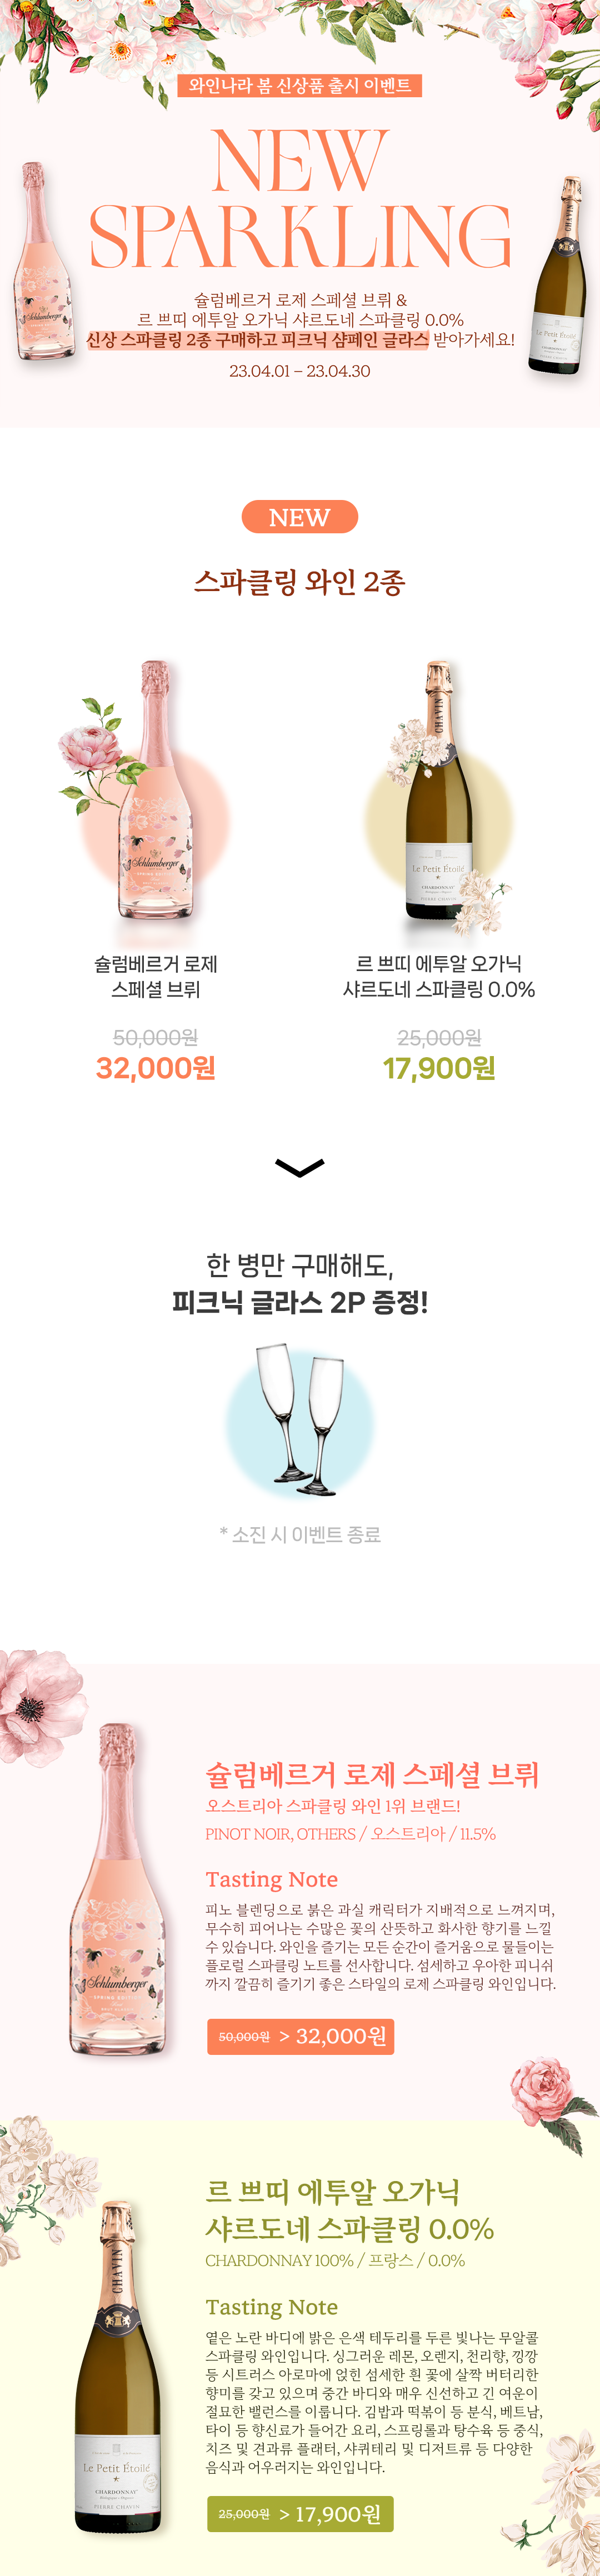 와인나라 봄 신상품 출시 이벤트
NEW
SPARKLING
슐럼베르거 로제 스페셜 브뤼 &
르 쁘띠 에투알 오가닉 샤르도네 스파클링 0.0%
신상 스파클링 2종 구매하고 피크닉 샴페인 글라스 받아가세요!
23.04.01 – 23.04.30
Schlumberger
CHAVIN
Le Petit Étoilé
CHARDONNAY
NEW
스파클링 와인 2종
Schlumberger
SPRING EDITION
CHAVIN
Le Petit Étoilé
CHARDONNAY
PIERRE CHAVIN
슐럼베르거 로제
스페셜 브뤼
르 쁘띠 에투알 오가닉
샤르도네 스파클링 0.0%
50,000원
32,000원
25,000원
17,900원
한 병만 구매해도,
피크닉 글라스 2P 증정!
* 소진 시 이벤트 종료
Schlumberger
SPRING EDITION
슐럼베르거 로제 스페셜 브뤼
오스트리아 스파클링 와인 1위 브랜드!
PINOT NOIR, OTHERS / 오스트리아 / 11.5%
Tasting Note
피노 블렌딩으로 붉은 과실 캐릭터가 지배적으로 느껴지며,
무수히 피어나는 수많은 꽃의 산뜻하고 화사한 향기를 느낄
수 있습니다. 와인을 즐기는 모든 순간이 즐거움으로 물들이는
플로럴 스파클링 노트를 선사합니다. 섬세하고 우아한 피니쉬
까지 깔끔히 즐기기 좋은 스타일의 로제 스파클링 와인입니다.
50,000원 > 32,000원
CHAVIN
Le Petit Étoilé
CHARDONNAY
PIERRE CHAVIN
르 쁘띠 에투알 오가닉
샤르도네 스파클링 0.0%
CHARDONNAY 100% / 프랑스 / 0.0%
Tasting Note
옅은 노란 바디에 밝은 은색 테두리를 두른 빛나는 무알콜
스파클링 와인입니다. 싱그러운 레몬, 오렌지, 천리향, 낑깡
등 시트러스 아로마에 얹힌 섬세한 흰 꽃에 살짝 버터리한
향미를 갖고 있으며 중간 바디와 매우 신선하고 긴 여운이
절묘한 밸런스를 이룹니다. 김밥과 떡볶이 등 분식, 베트남,
타이 등 향신료가 들어간 요리, 스프링롤과 탕수육 등 중식,
치즈 및 견과류 플래터, 샤퀴테리 및 디저트류 등 다양한
음식과 어우러지는 와인입니다.
25,000원 > 17,900원